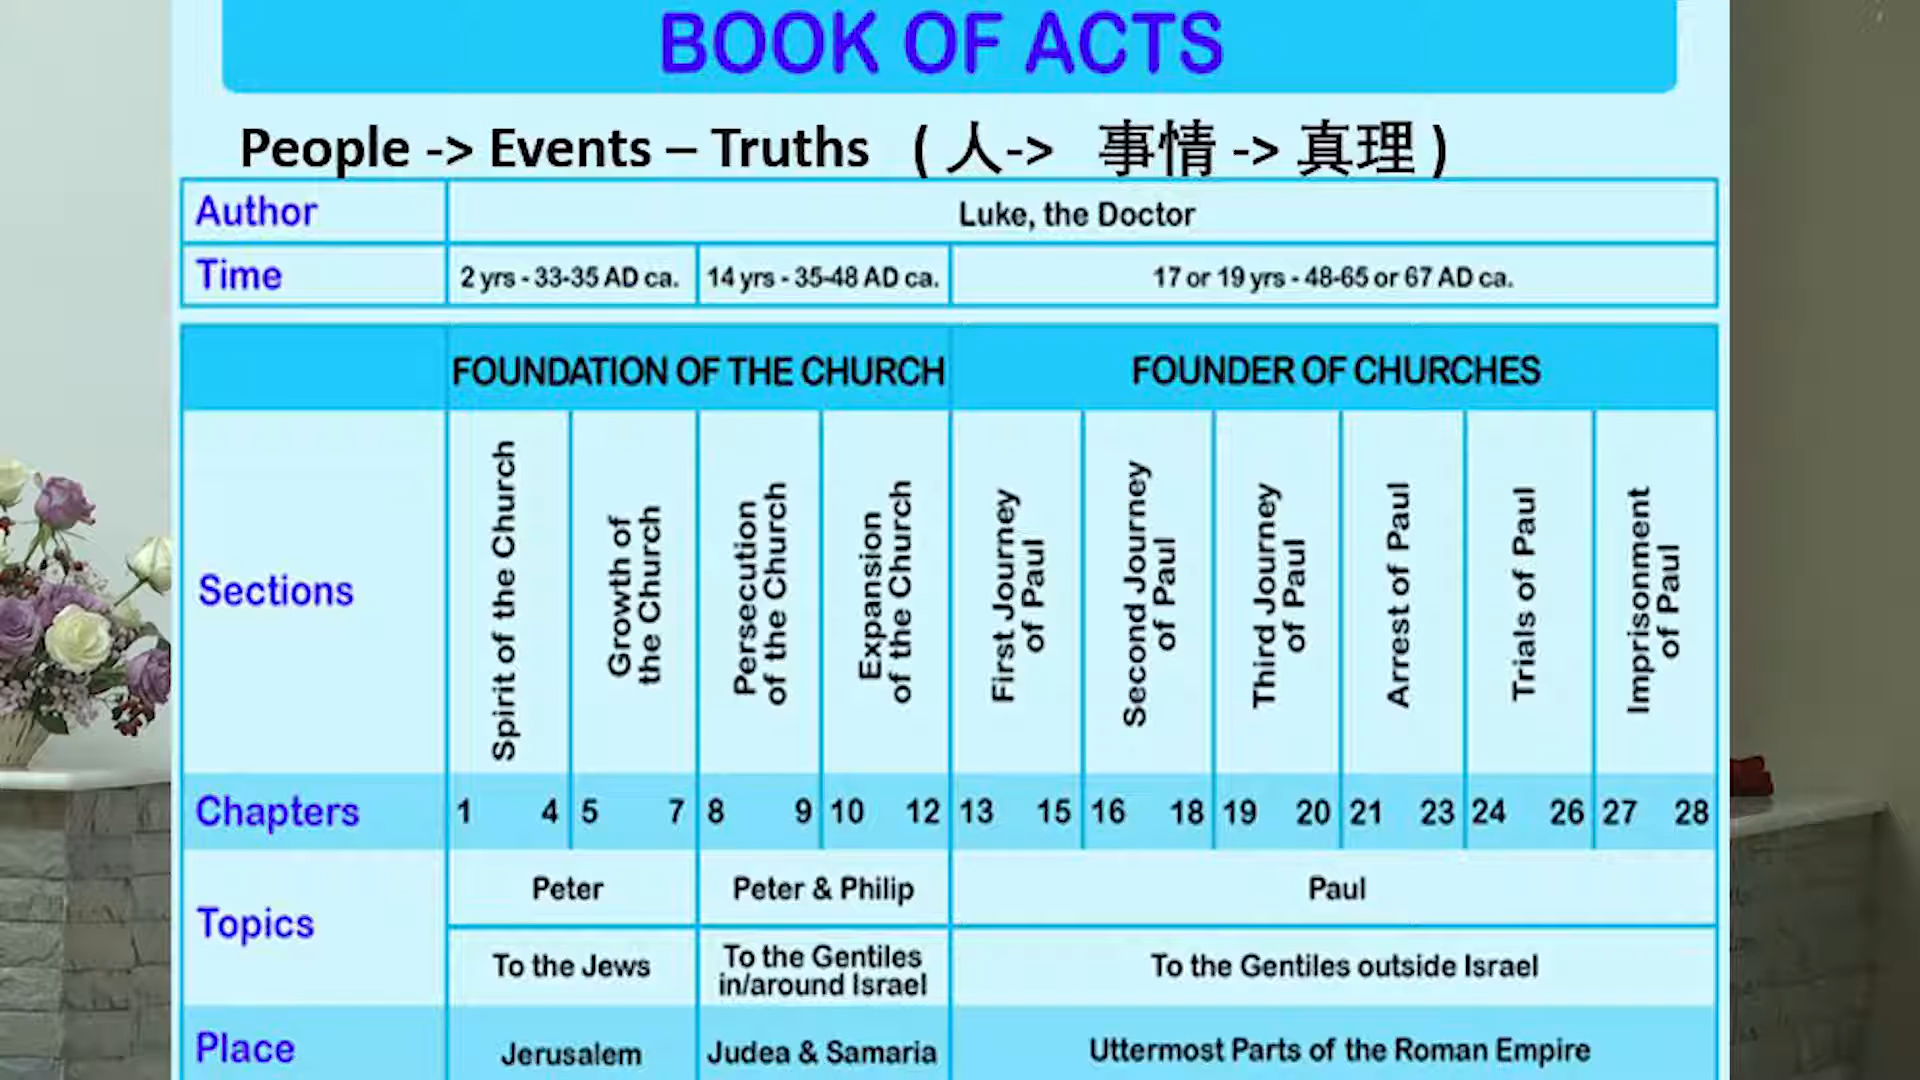 BOOK OF ACTS
People -> Events – Truths ( 人-> 事情 -> 真理 )
Author
Luke, the Doctor
Time
2 yrs - 33-35 AD ca.
14 yrs - 35-48 AD ca.
17 or 19 yrs - 48-65 or 67 AD ca.
FOUNDATION OF THE CHURCH
FOUNDER OF CHURCHES
Sections
Spirit of the Church
Growth of
the Church
Persecution
of the Church
Expansion
of the Church
First Journey
of Paul
Second Journey
of Paul
Third Journey
of Paul
Arrest of Paul
Trials of Paul
Imprisonment
of Paul
Chapters
1 4
5 7
8 9
10 12
13 15
16 18
19 20
21 23
24 26
27 28
Topics
Peter
Peter & Philip
Paul
To the Jews
To the Gentiles
in/around Israel
To the Gentiles outside Israel
Place
Jerusalem
Judea & Samaria
Uttermost Parts of the Roman Empire